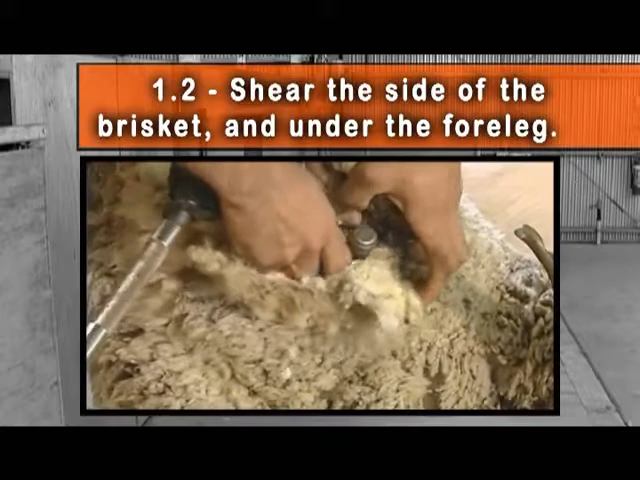 1.2 - Shear the side of the
brisket, and under the foreleg.